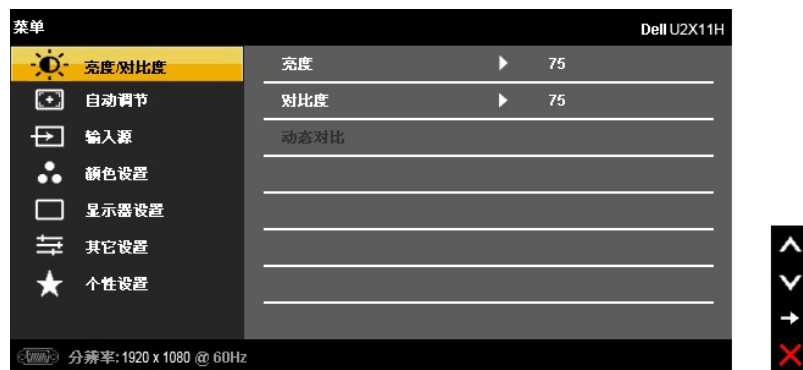 菜单 Dell U2X11H
亮度/对比度 亮度 75
自动调节 对比度 75
输入源 动态对比
颜色设置
显示器设置
其它设置
个性设置
分辨率: 1920 x 1080 @ 60Hz